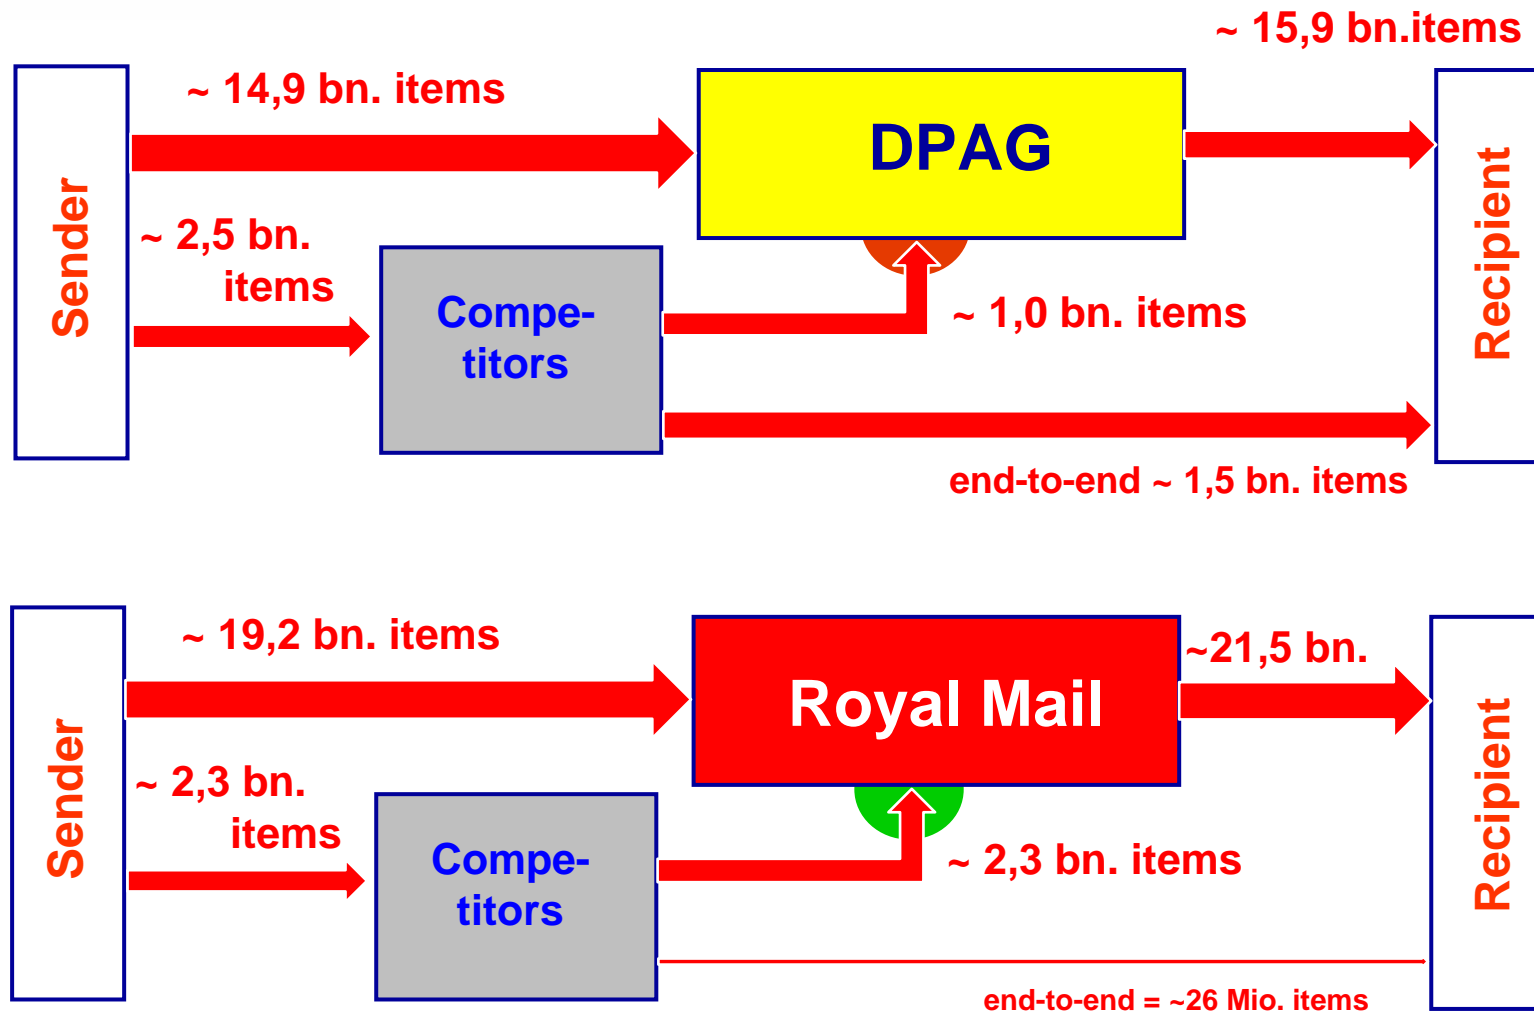 ~ 15,9 bn.items
~ 14,9 bn. items
DPAG
Sender
~ 2,5 bn.
items
Compe-
titors
~ 1,0 bn. items
Recipient
end-to-end ~ 1,5 bn. items
~ 19,2 bn. items
Royal Mail
~21,5 bn.
Sender
~ 2,3 bn.
items
Compe-
titors
~ 2,3 bn. items
Recipient
end-to-end = ~26 Mio. items